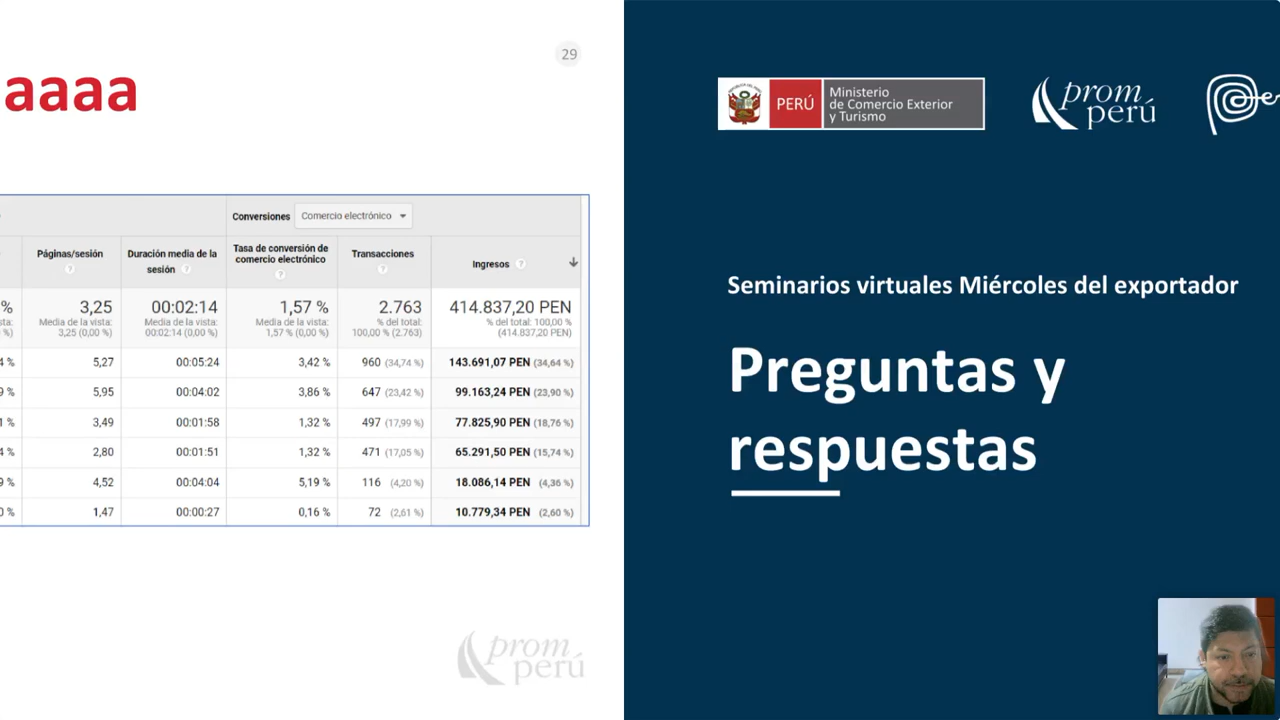 29
aaaa
Conversiones Comercio electrónico
Páginas/sesión
Duración media de la
sesión
Tasa de conversión de
comercio electrónico
Transacciones
Ingresos
% 3,25 00:02:14 1,57 % 2.763 414.837,20 PEN
sta: Media de la vista: Media de la vista: Media de la vista: % del total: % del total: 100,00 %
%) 3,25 (0,00 %) 00:02:14 (0,00 %) 1,57 % (0,00 %) 100,00 % (2.763) (414.837,20 PEN)
4 % 5,27 00:05:24 3,42 % 960 (34,74 %) 143.691,07 PEN (34,64 %)
9 % 5,95 00:04:02 3,86 % 647 (23,42 %) 99.163,24 PEN (23,90 %)
1 % 3,49 00:01:58 1,32 % 497 (17,99 %) 77.825,90 PEN (18,76 %)
4 % 2,80 00:01:51 1,32 % 471 (17,05 %) 65.291,50 PEN (15,74 %)
9 % 4,52 00:04:04 5,19 % 116 (4,20 %) 18.086,14 PEN (4,36 %)
0 % 1,47 00:00:27 0,16 % 72 (2,61 %) 10.779,34 PEN (2,60 %)
prom
perú
PERÚ
Ministerio
de Comercio Exterior
y Turismo
prom
perú
Seminarios virtuales Miércoles del exportador
Preguntas y
respuestas